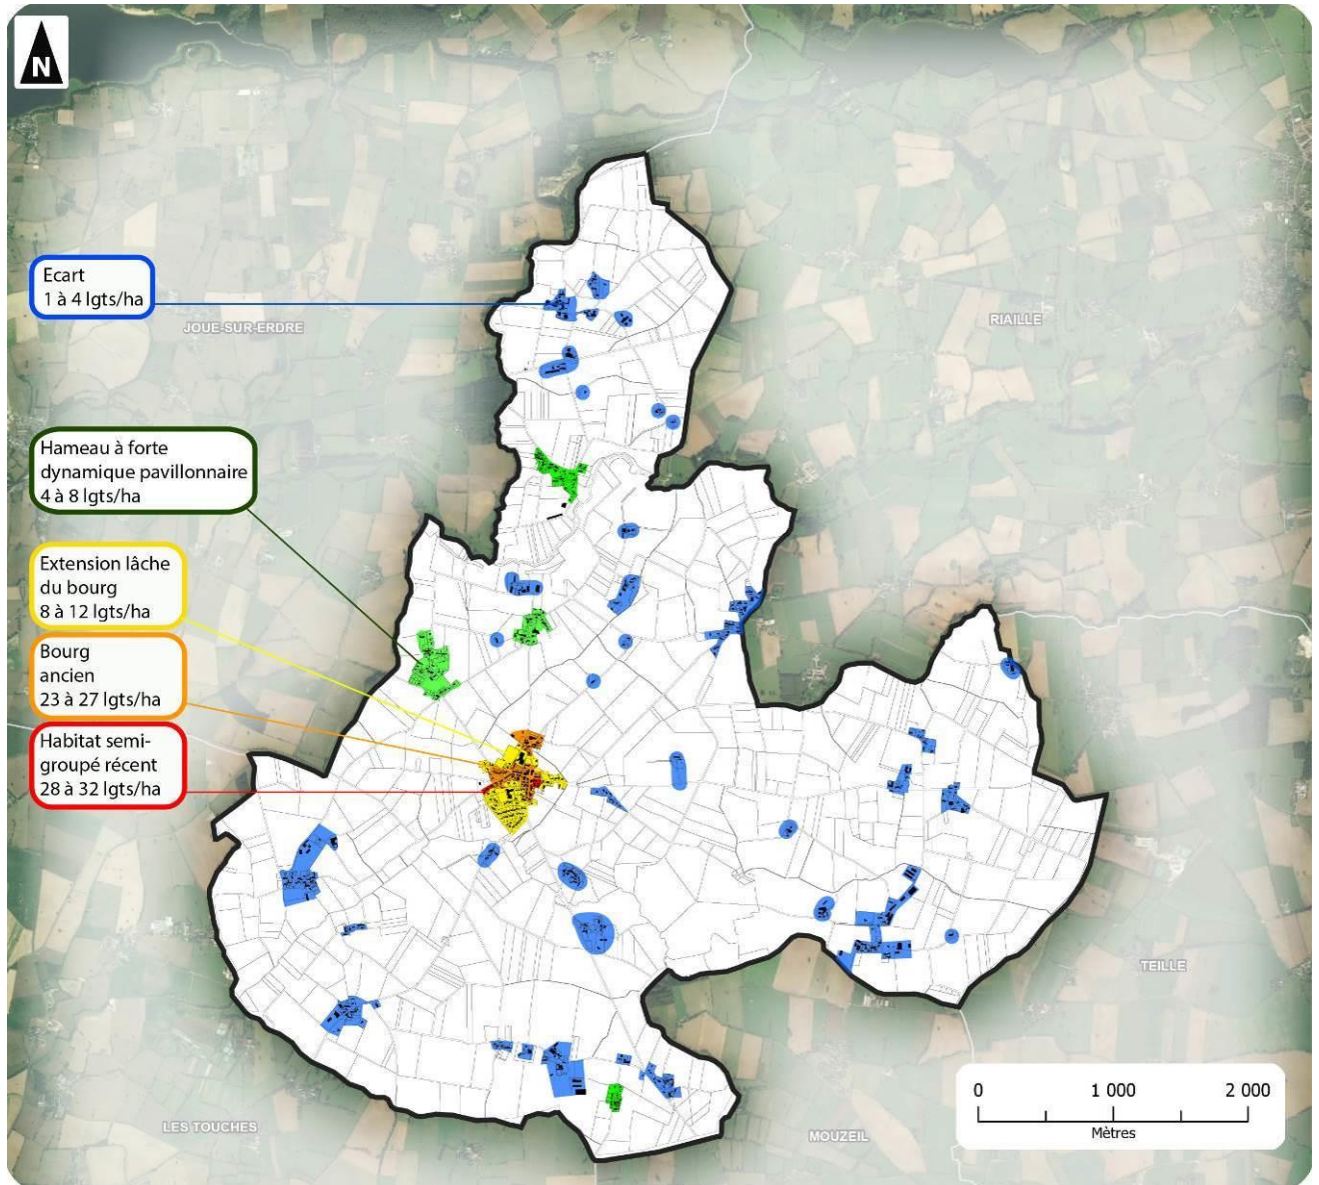 N
Ecart
1 à 4 lgts/ha
JOUE-SUR-ERDRE
RIAILLE
Hameau à forte
dynamique pavillonnaire
4 à 8 lgts/ha
Extension lâche
du bourg
8 à 12 lgts/ha
Bourg
ancien
23 à 27 lgts/ha
Habitat semi-
groupé récent
28 à 32 lgts/ha
TEILLE
LES TOUCHES
MOUZEIL
0 1 000 2 000
Mètres